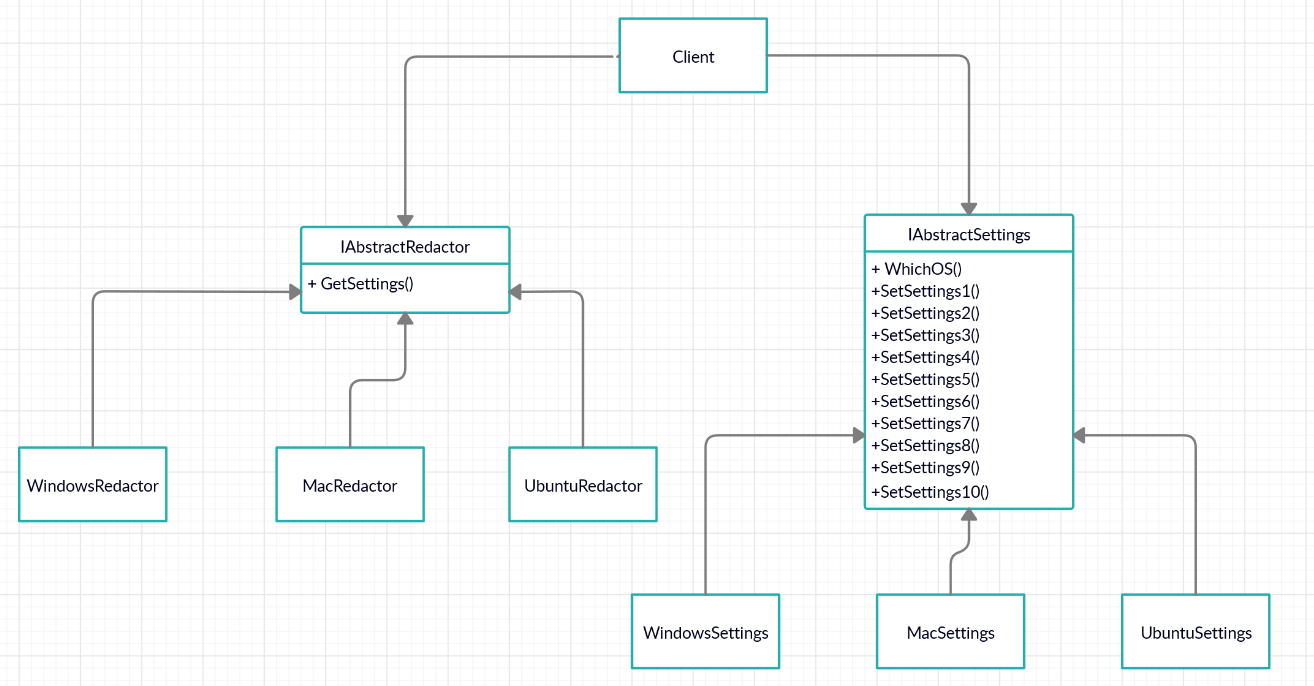 Client
IAbstractRedactor
+ GetSettings()
IAbstractSettings
+ WhichOS()
+SetSettings1()
+SetSettings2()
+SetSettings3()
+SetSettings4()
+SetSettings5()
+SetSettings6()
+SetSettings7()
+SetSettings8()
+SetSettings9()
+SetSettings10()
WindowsRedactor
MacRedactor
UbuntuRedactor
WindowsSettings
MacSettings
UbuntuSettings